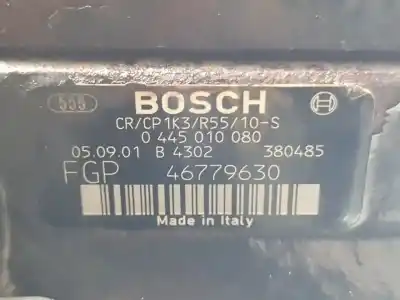 555 BOSCH
CR/CP1K3/R55/10-S
0 445 010 080
05.09.01 B 4302 380485
FGP 46779630
Made in Italy